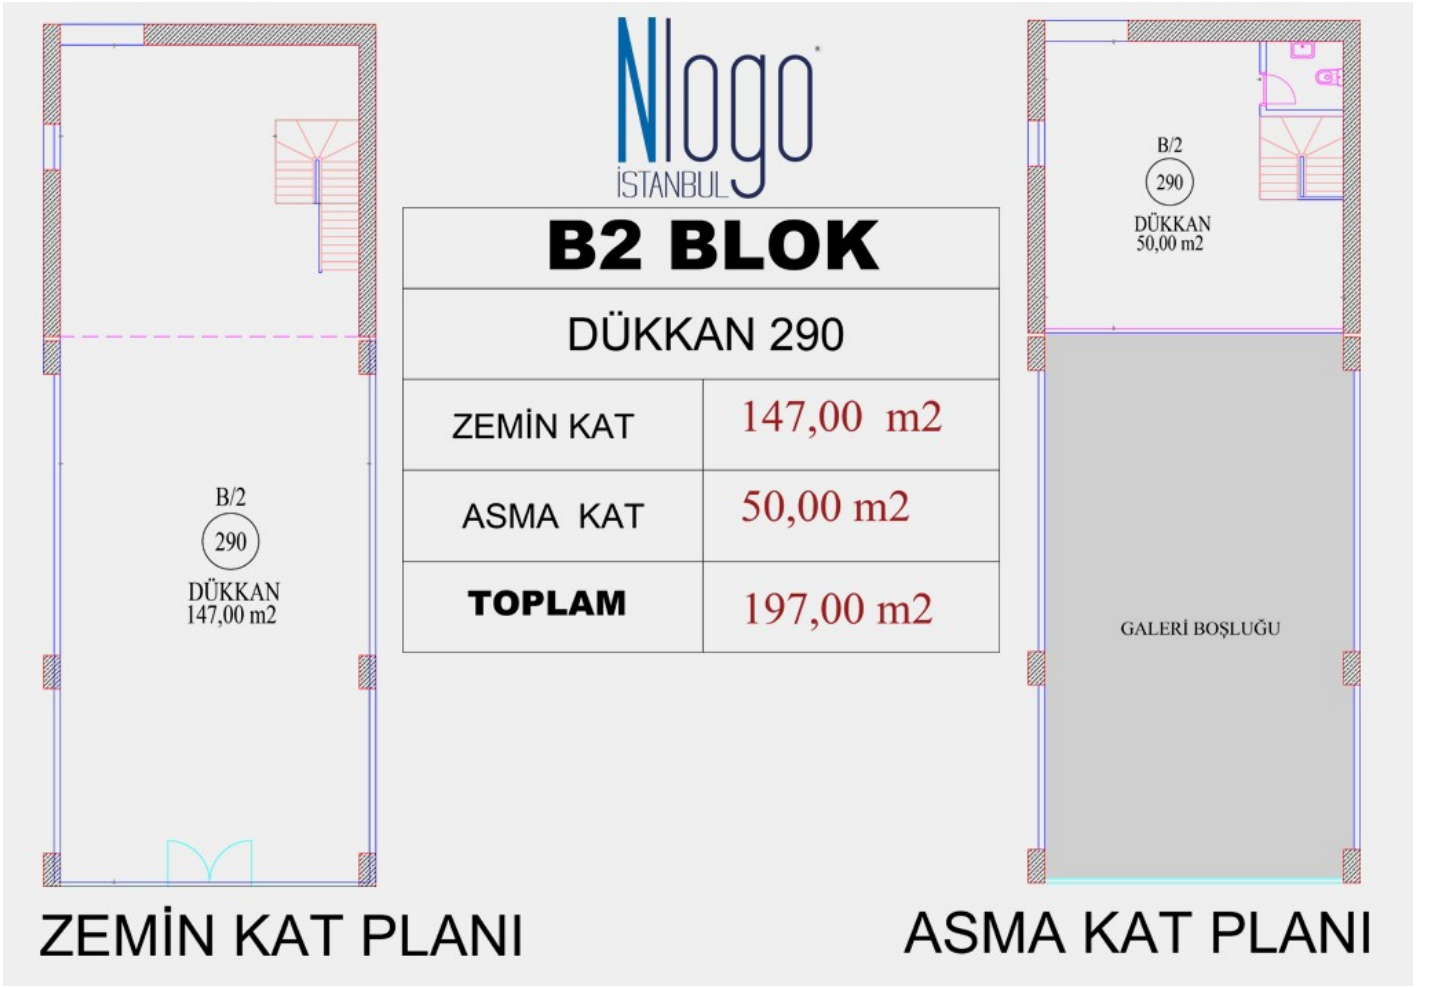 Nlogo
İSTANBUL
B2 BLOK
DÜKKAN 290
ZEMİN KAT 147,00 m2
ASMA KAT 50,00 m2
TOPLAM 197,00 m2
B/2
290
DÜKKAN
147,00 m2
ZEMİN KAT PLANI
B/2
290
DÜKKAN
50,00 m2
GALERİ BOŞLUĞU
ASMA KAT PLANI